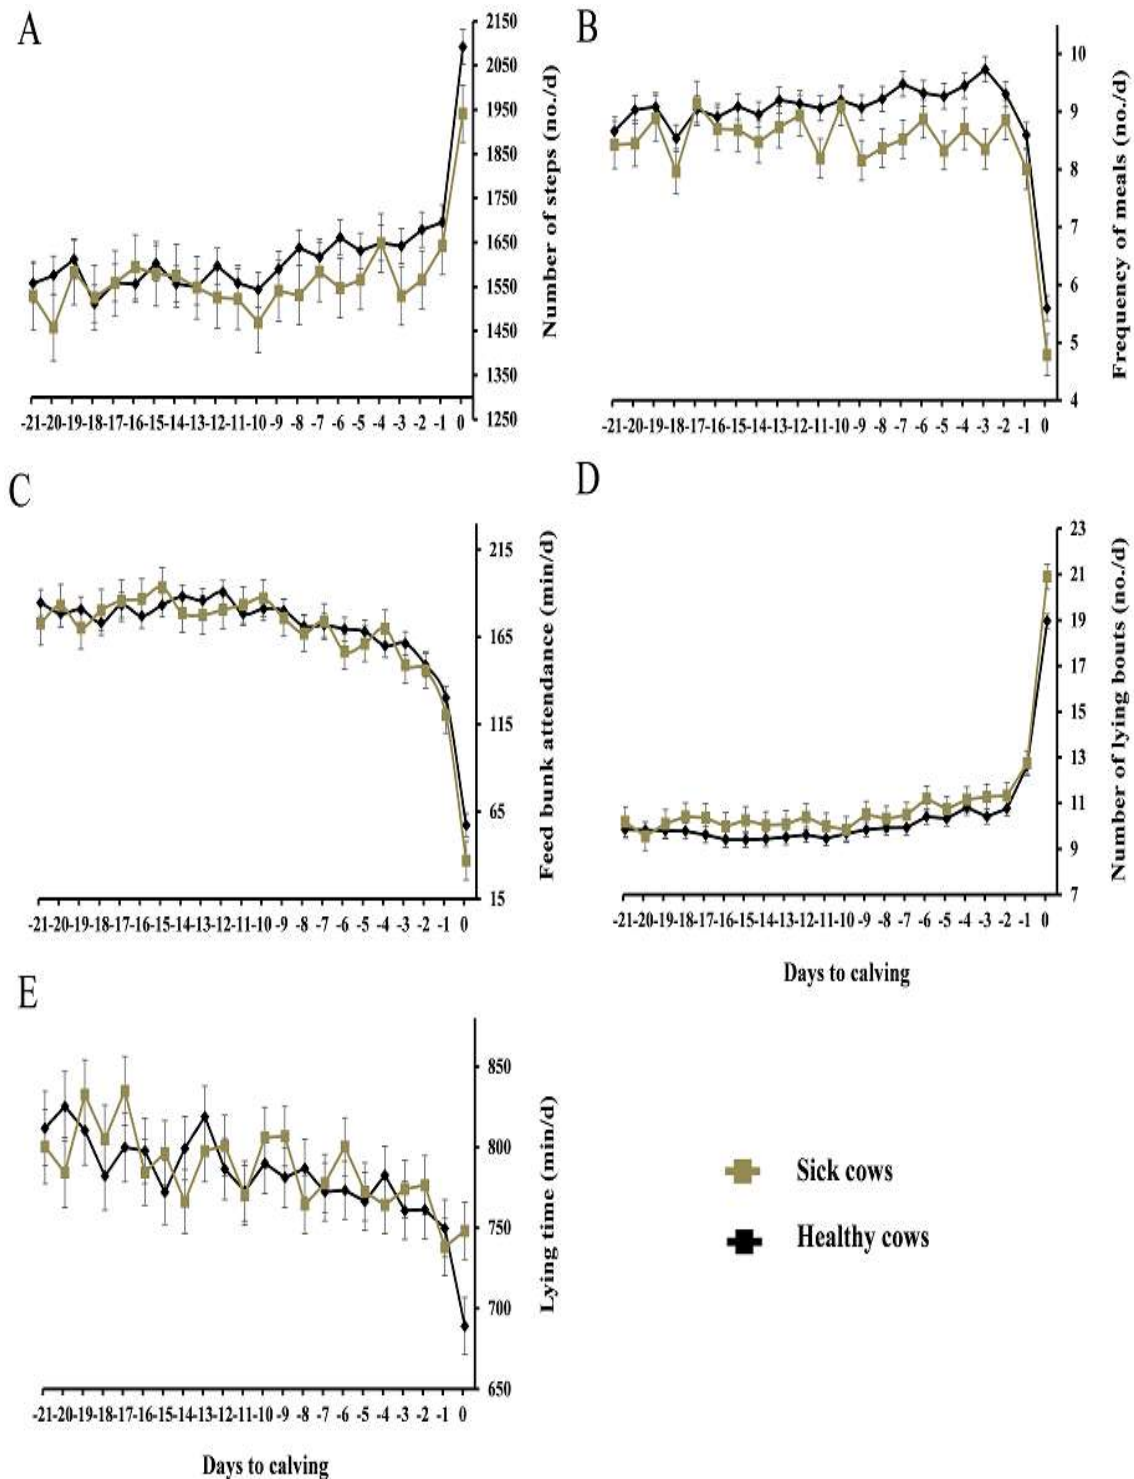 A
2150
2050
1950
1850
1750
1650
1550
1450
1350
1250
Number of steps (no./d)
-21-20-19-18-17-16-15-14-13-12-11-10 -9 -8 -7 -6 -5 -4 -3 -2 -1 0
B
10
9
8
7
6
5
4
Frequency of meals (no./d)
-21-20-19-18-17-16-15-14-13-12-11-10 -9 -8 -7 -6 -5 -4 -3 -2 -1 0
C
215
165
115
65
15
Feed bunk attendance (min/d)
-21-20-19-18-17-16-15-14-13-12-11-10 -9 -8 -7 -6 -5 -4 -3 -2 -1 0
D
23
21
19
17
15
13
11
9
7
Number of lying bouts (no./d)
-21-20-19-18-17-16-15-14-13-12-11-10 -9 -8 -7 -6 -5 -4 -3 -2 -1 0
Days to calving
E
850
800
750
700
650
Lying time (min/d)
-21-20-19-18-17-16-15-14-13-12-11-10 -9 -8 -7 -6 -5 -4 -3 -2 -1 0
Days to calving
Sick cows
Healthy cows